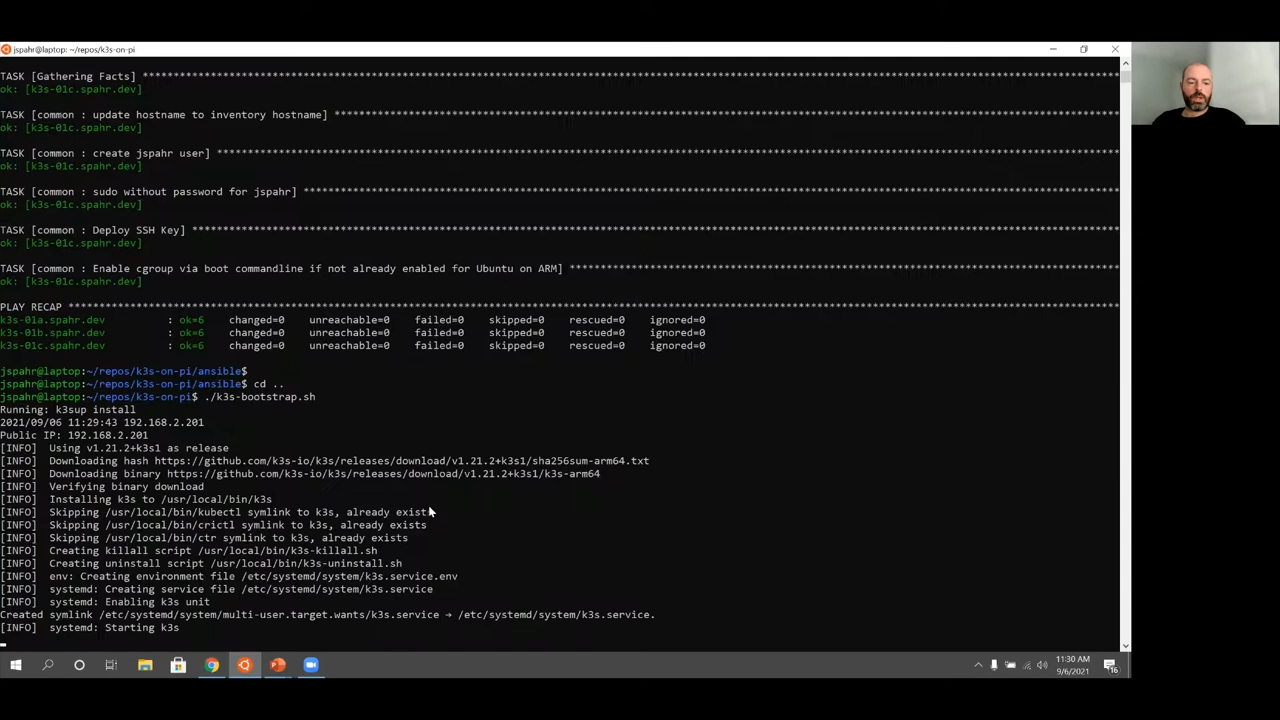 jspahr@laptop: ~/repos/k3s-on-pi
TASK [Gathering Facts] ****************************************************************************************************************************************************************
ok: [k3s-01c.spahr.dev]
TASK [common : update hostname to inventory hostname] *********************************************************************************************************************************
ok: [k3s-01c.spahr.dev]
TASK [common : create jspahr user] ****************************************************************************************************************************************************
ok: [k3s-01c.spahr.dev]
TASK [common : sudo without password for jspahr] **************************************************************************************************************************************
ok: [k3s-01c.spahr.dev]
TASK [common : Deploy SSH Key] ********************************************************************************************************************************************************
ok: [k3s-01c.spahr.dev]
TASK [common : Enable cgroup via boot commandline if not already enabled for Ubuntu on ARM] *******************************************************************************************
ok: [k3s-01c.spahr.dev]
PLAY RECAP ****************************************************************************************************************************************************************************
k3s-01a.spahr.dev : ok=6 changed=0 unreachable=0 failed=0 skipped=0 rescued=0 ignored=0
k3s-01b.spahr.dev : ok=6 changed=0 unreachable=0 failed=0 skipped=0 rescued=0 ignored=0
k3s-01c.spahr.dev : ok=6 changed=0 unreachable=0 failed=0 skipped=0 rescued=0 ignored=0
jspahr@laptop:~/repos/k3s-on-pi/ansible$
jspahr@laptop:~/repos/k3s-on-pi/ansible$ cd ..
jspahr@laptop:~/repos/k3s-on-pi$ ./k3s-bootstrap.sh
Running: k3sup install
2021/09/06 11:29:43 192.168.2.201
Public IP: 192.168.2.201
[INFO] Using v1.21.2+k3s1 as release
[INFO] Downloading hash https://github.com/k3s-io/k3s/releases/download/v1.21.2+k3s1/sha256sum-arm64.txt
[INFO] Downloading binary https://github.com/k3s-io/k3s/releases/download/v1.21.2+k3s1/k3s-arm64
[INFO] Verifying binary download
[INFO] Installing k3s to /usr/local/bin/k3s
[INFO] Skipping /usr/local/bin/kubectl symlink to k3s, already exists
[INFO] Skipping /usr/local/bin/crictl symlink to k3s, already exists
[INFO] Skipping /usr/local/bin/ctr symlink to k3s, already exists
[INFO] Creating killall script /usr/local/bin/k3s-killall.sh
[INFO] Creating uninstall script /usr/local/bin/k3s-uninstall.sh
[INFO] env: Creating environment file /etc/systemd/system/k3s.service.env
[INFO] systemd: Creating service file /etc/systemd/system/k3s.service
[INFO] systemd: Enabling k3s unit
Created symlink /etc/systemd/system/multi-user.target.wants/k3s.service → /etc/systemd/system/k3s.service.
[INFO] systemd: Starting k3s
11:30 AM
9/6/2021
16